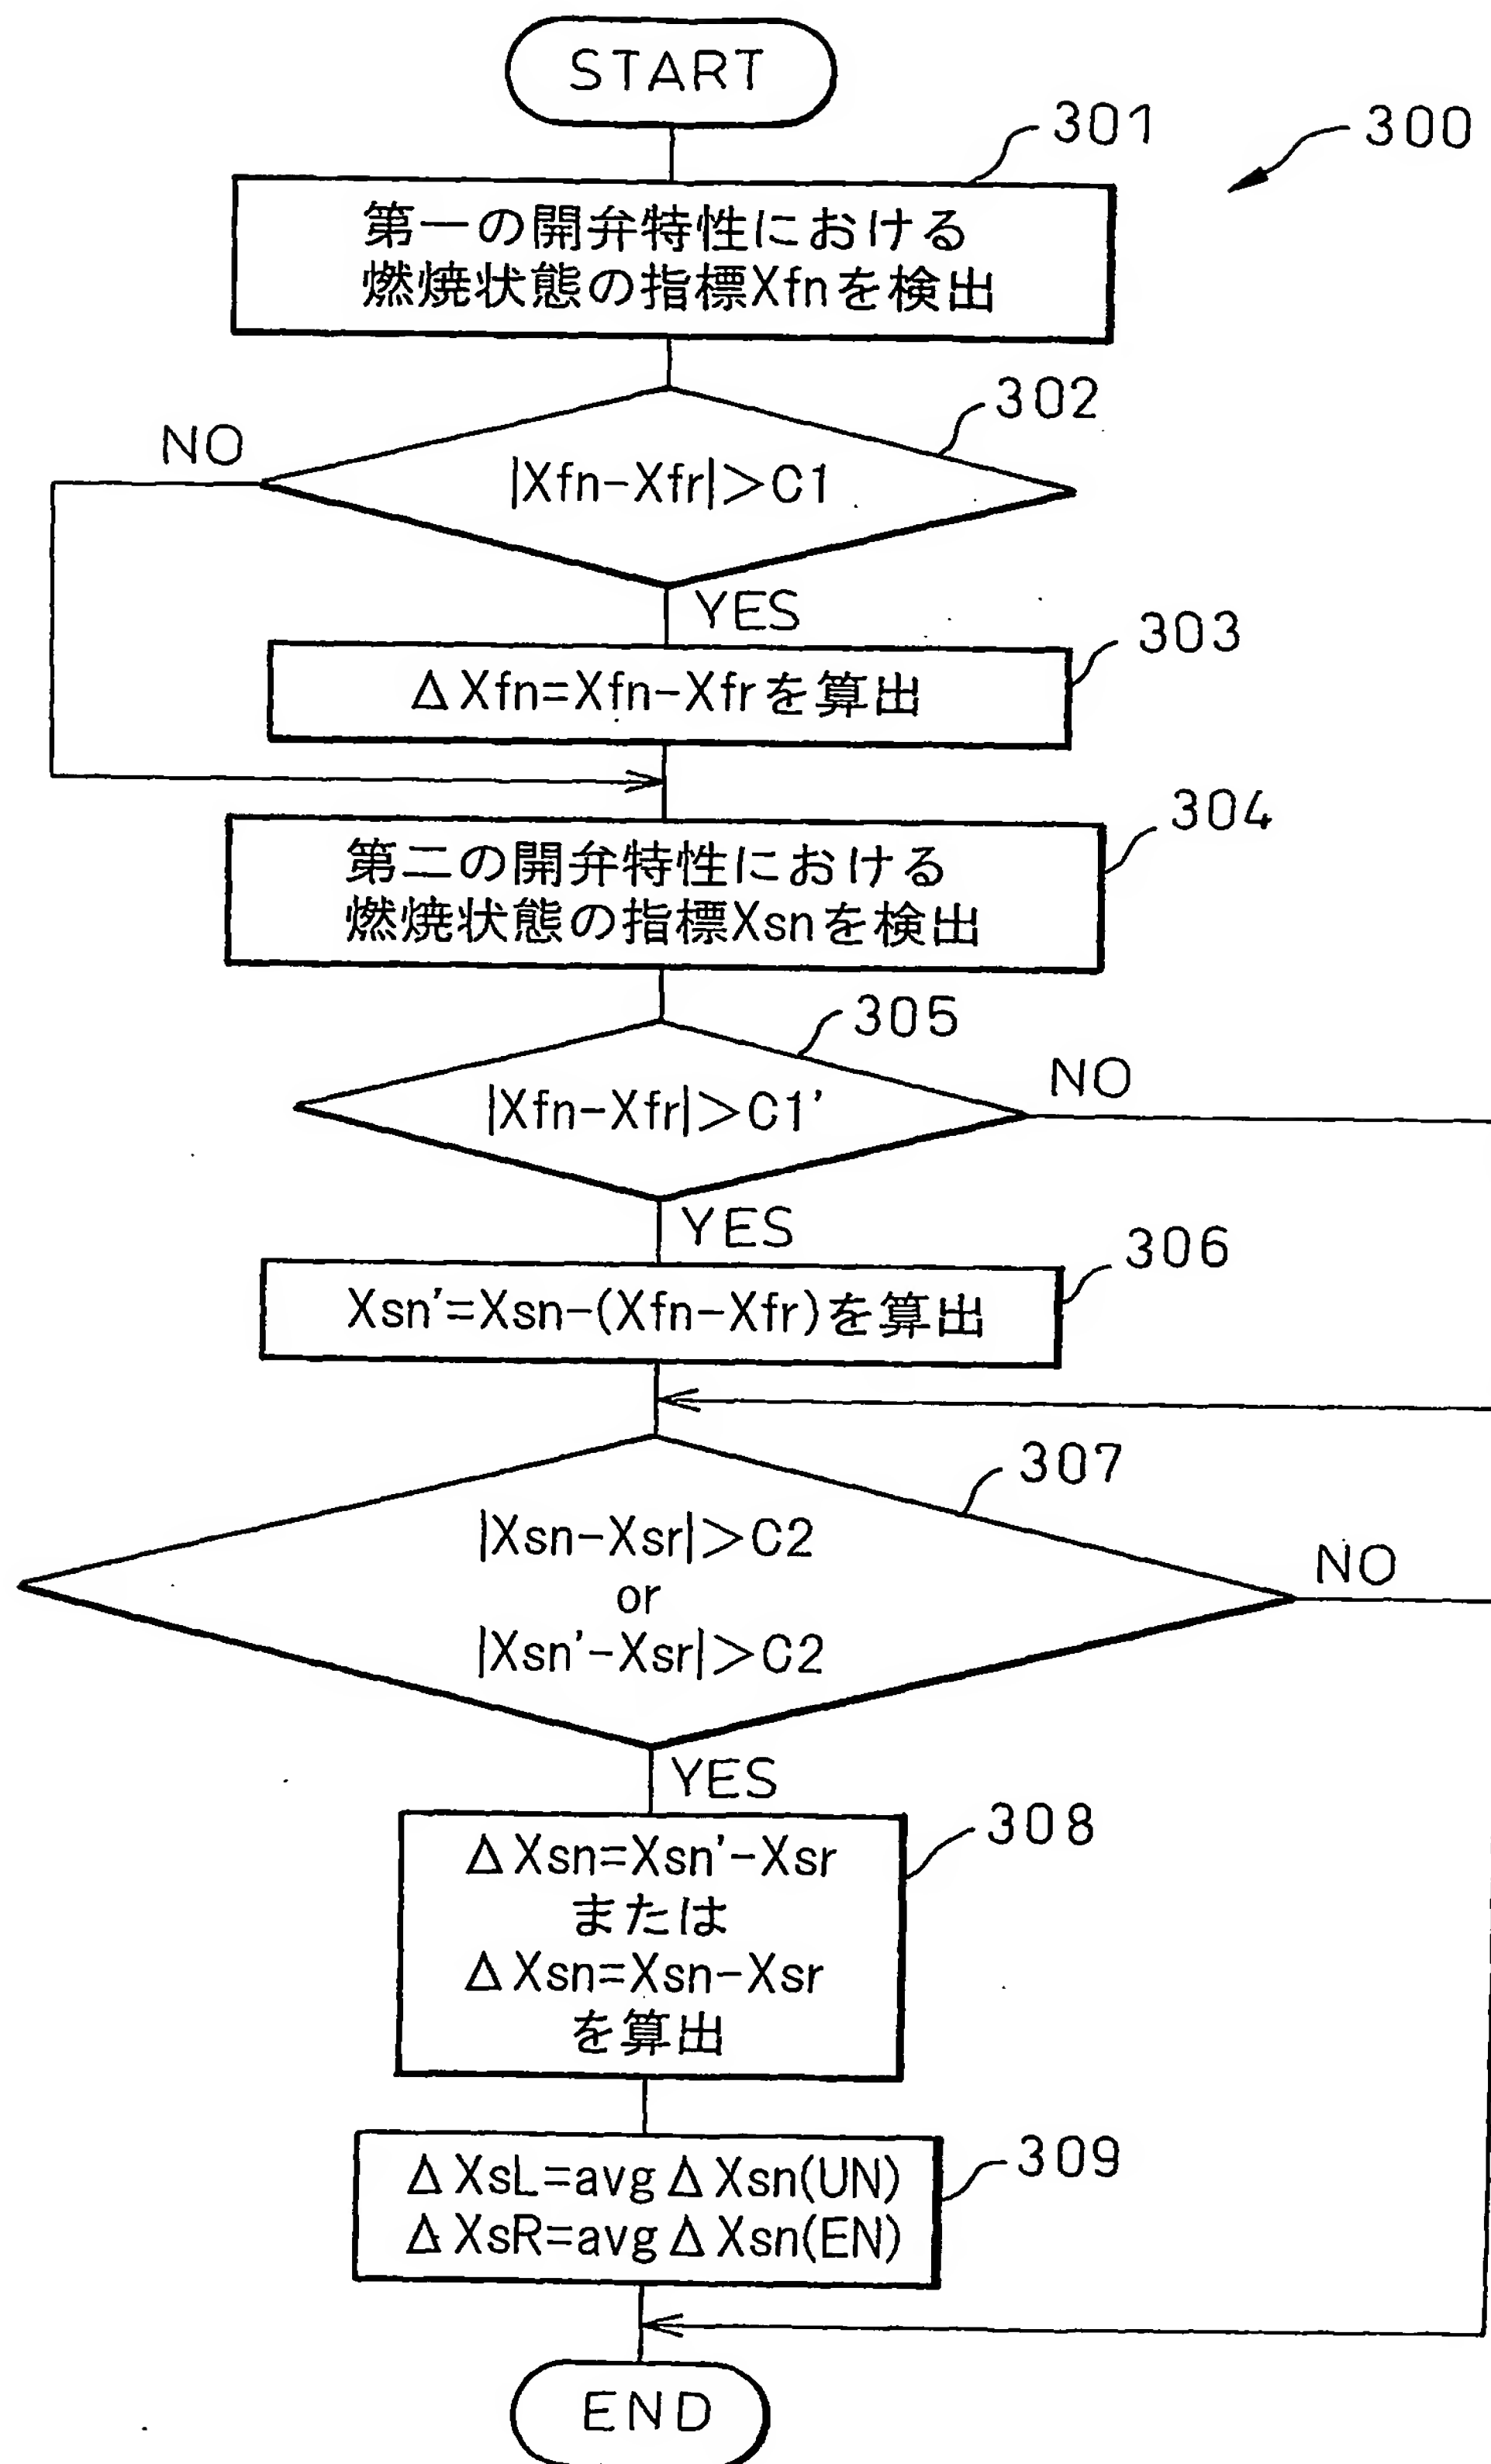 START
301
300
第一の開弁特性における
燃焼状態の指標Xfnを検出
302
NO
|Xfn-Xfr|>C1
YES
303
ΔXfn=Xfn-Xfrを算出
304
第二の開弁特性における
燃焼状態の指標Xsnを検出
305
NO
|Xfn-Xfr|>C1'
YES
306
Xsn'=Xsn-(Xfn-Xfr)を算出
307
|Xsn-Xsr|>C2
or
|Xsn'-Xsr|>C2
NO
YES
308
ΔXsn=Xsn'-Xsr
または
ΔXsn=Xsn-Xsr
を算出
309
ΔXsL=avgΔXsn(UN)
ΔXsR=avgΔXsn(EN)
END